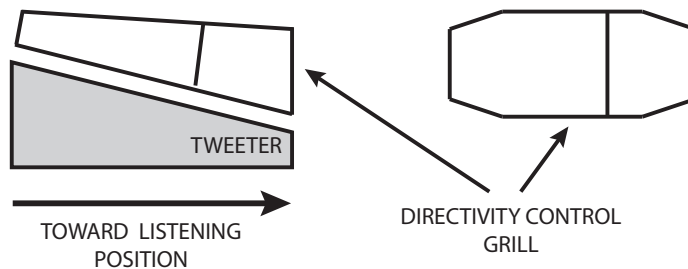 TWEETER
TOWARD LISTENING
POSITION
DIRECTIVITY CONTROL
GRILL